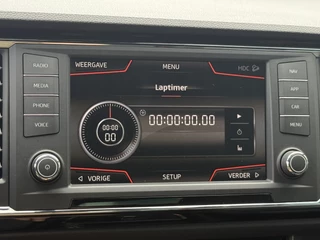 WEERGAVE MENU HDC
RADIO
MEDIA
PHONE
VOICE
Laptimer
00:00
00
00:00:00,00
VORIGE SETUP VERDER
NAV
APP
CAR
MENU